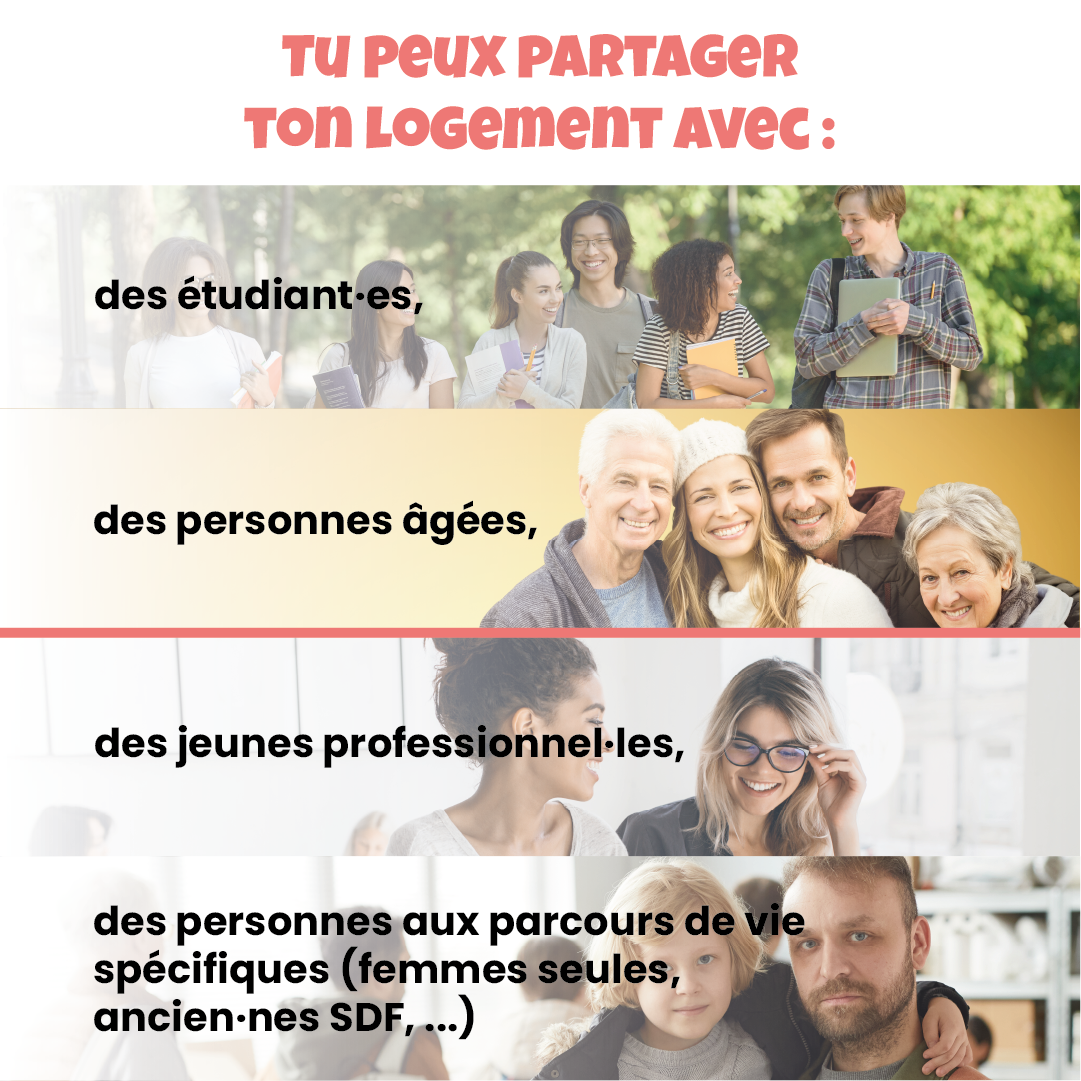 Tu peux partager
ton logement avec :
des étudiant·es,
des personnes âgées,
des jeunes professionnel·les,
des personnes aux parcours de vie
spécifiques (femmes seules,
ancien·nes SDF, ...)